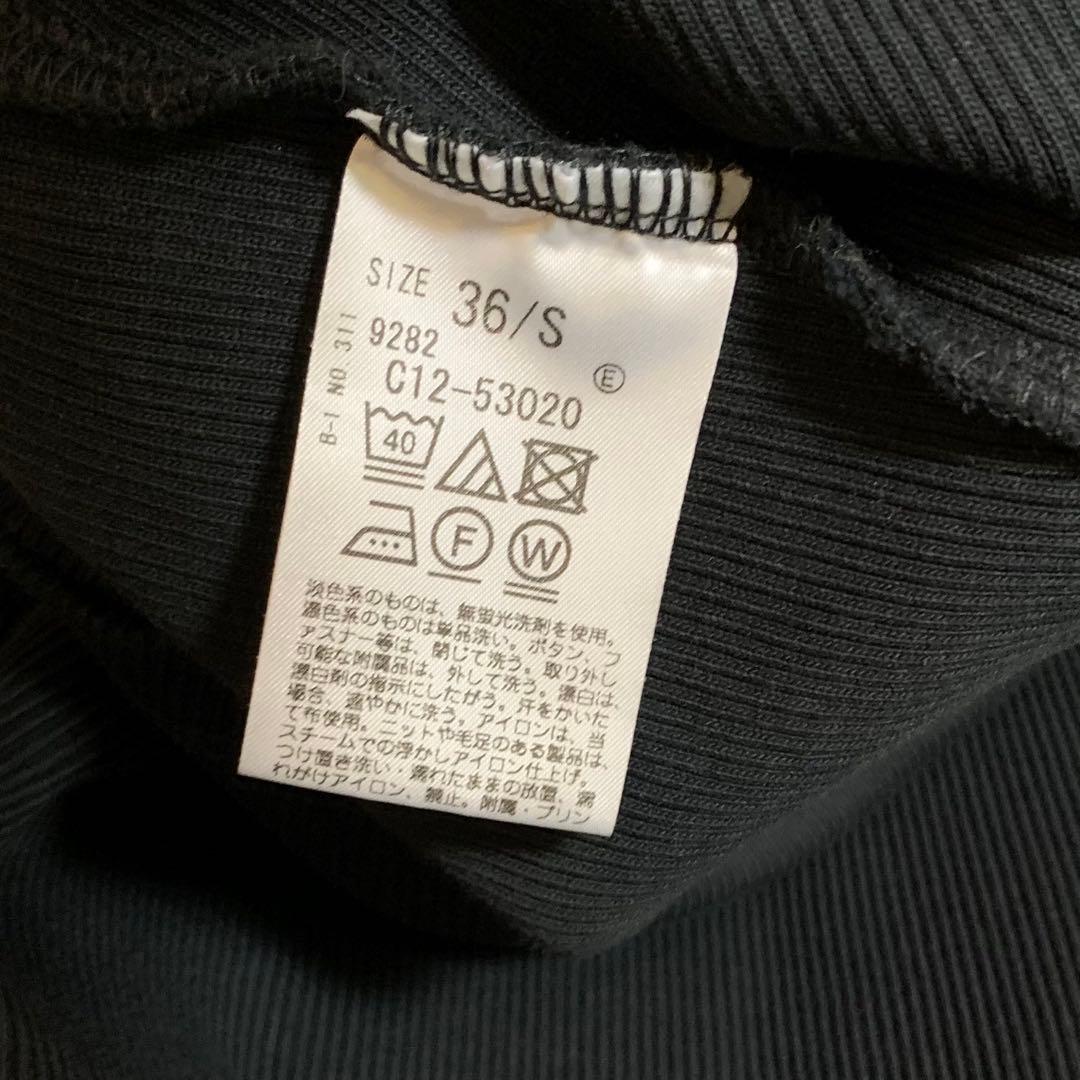 SIZE 36/S
9282
C12-53020 Ⓔ
B-1 NO 311
40
F W
淡色系のものは、無蛍光洗剤を使用。
濃色系のものは単品洗い。ボタン、フ
ァスナー等は、閉じて洗う。取り外し
可能な附属品は、外して洗う。漂白は、
漂白剤の指示にしたがう。汗をかいた
場合、速やかに洗う。アイロンは、当
て布使用。ニットや毛足のある製品は、
スチームでの浮かしアイロン仕上げ。
つけ置き洗い・濡れたままの放置、濡
れがけアイロン、禁止。附属・プリン